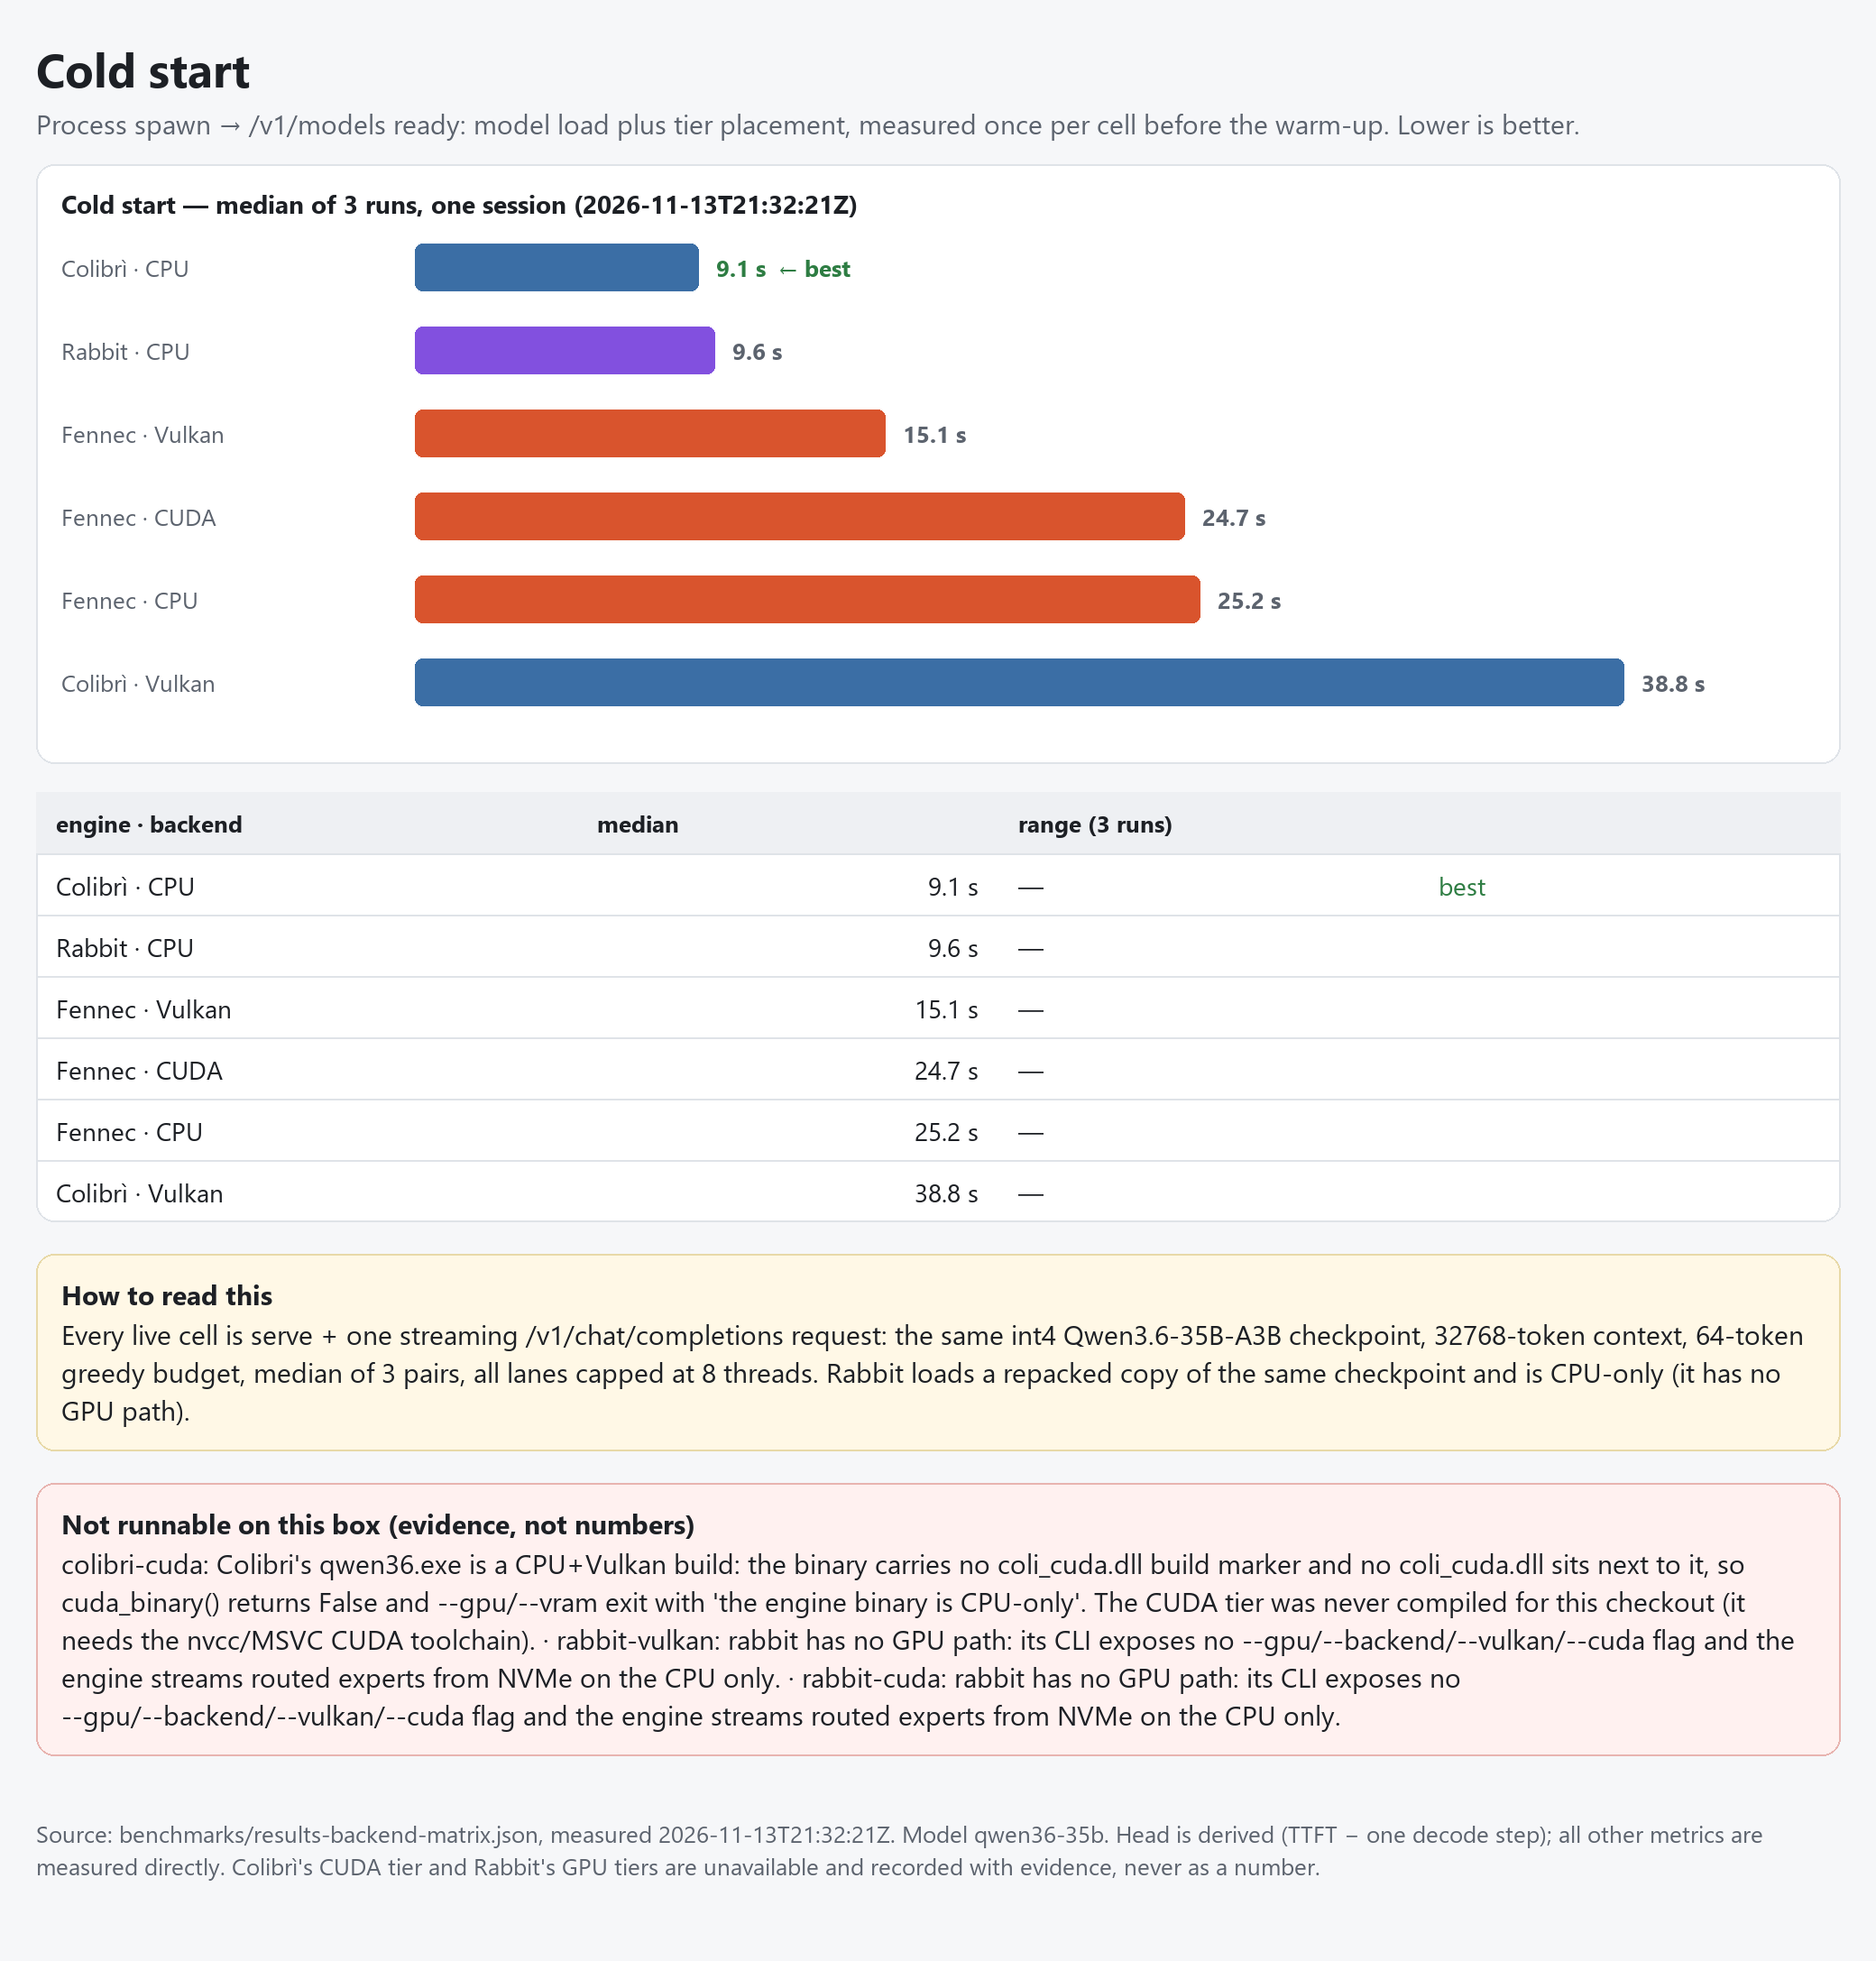 Cold start
Process spawn → /v1/models ready: model load plus tier placement, measured once per cell before the warm-up. Lower is better.
Cold start — median of 3 runs, one session (2026-11-13T21:32:21Z)
Colibrì · CPU 9.1 s ← best
Rabbit · CPU 9.6 s
Fennec · Vulkan 15.1 s
Fennec · CUDA 24.7 s
Fennec · CPU 25.2 s
Colibrì · Vulkan 38.8 s
engine · backend median range (3 runs)
Colibrì · CPU 9.1 s — best
Rabbit · CPU 9.6 s —
Fennec · Vulkan 15.1 s —
Fennec · CUDA 24.7 s —
Fennec · CPU 25.2 s —
Colibrì · Vulkan 38.8 s —
How to read this
Every live cell is serve + one streaming /v1/chat/completions request: the same int4 Qwen3.6-35B-A3B checkpoint, 32768-token context, 64-token
greedy budget, median of 3 pairs, all lanes capped at 8 threads. Rabbit loads a repacked copy of the same checkpoint and is CPU-only (it has no
GPU path).
Not runnable on this box (evidence, not numbers)
colibri-cuda: Colibri's qwen36.exe is a CPU+Vulkan build: the binary carries no coli_cuda.dll build marker and no coli_cuda.dll sits next to it, so
cuda_binary() returns False and --gpu/--vram exit with 'the engine binary is CPU-only'. The CUDA tier was never compiled for this checkout (it
needs the nvcc/MSVC CUDA toolchain). · rabbit-vulkan: rabbit has no GPU path: its CLI exposes no --gpu/--backend/--vulkan/--cuda flag and the
engine streams routed experts from NVMe on the CPU only. · rabbit-cuda: rabbit has no GPU path: its CLI exposes no
--gpu/--backend/--vulkan/--cuda flag and the engine streams routed experts from NVMe on the CPU only.
Source: benchmarks/results-backend-matrix.json, measured 2026-11-13T21:32:21Z. Model qwen36-35b. Head is derived (TTFT − one decode step); all other metrics are
measured directly. Colibrì's CUDA tier and Rabbit's GPU tiers are unavailable and recorded with evidence, never as a number.